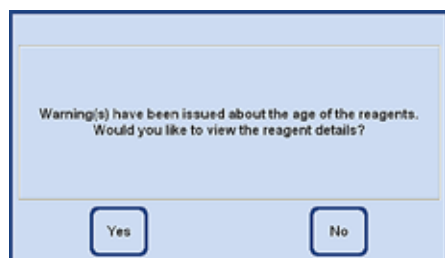 Warning(s) have been issued about the age of the reagents.
Would you like to view the reagent details?
Yes
No